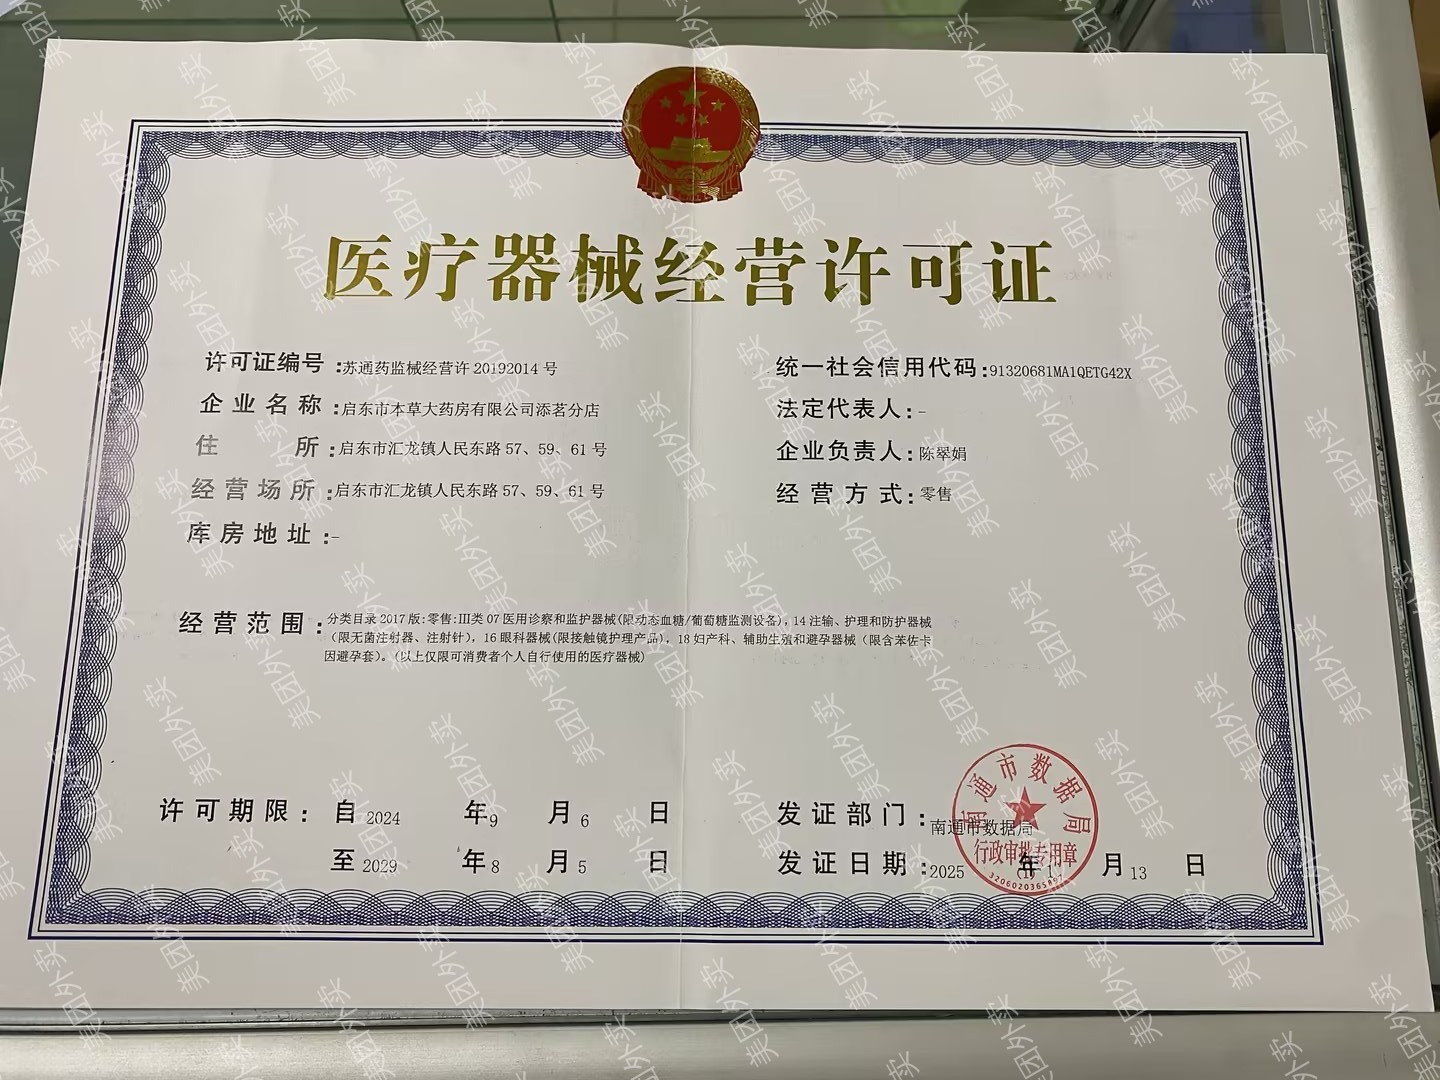 医疗器械经营许可证
许可证编号：苏通药监械经营许 20192014 号
统一社会信用代码：91320681MA1QETG42X
企业名称：启东市本草大药房有限公司添茗分店
法定代表人：-
住所：启东市汇龙镇人民东路 57、59、61 号
企业负责人：陈翠娟
经营场所：启东市汇龙镇人民东路 57、59、61 号
经营方式：零售
库房地址：-
经营范围：分类目录 2017 版:零售:III类 07 医用诊察和监护器械(限动态血糖/葡萄糖监测设备)，14 注输、护理和防护器械
（限无菌注射器、注射针），16 眼科器械(限接触镜护理产品)，18 妇产科、辅助生殖和避孕器械（限含苯佐卡
因避孕套）。(以上仅限可消费者个人自行使用的医疗器械)
许可期限：自 2024 年 9 月 6 日
至 2029 年 8 月 5 日
发证部门：南通市数据局
发证日期：2025 年 月 13 日
南通市数据局
行政审批专用章
美团外卖